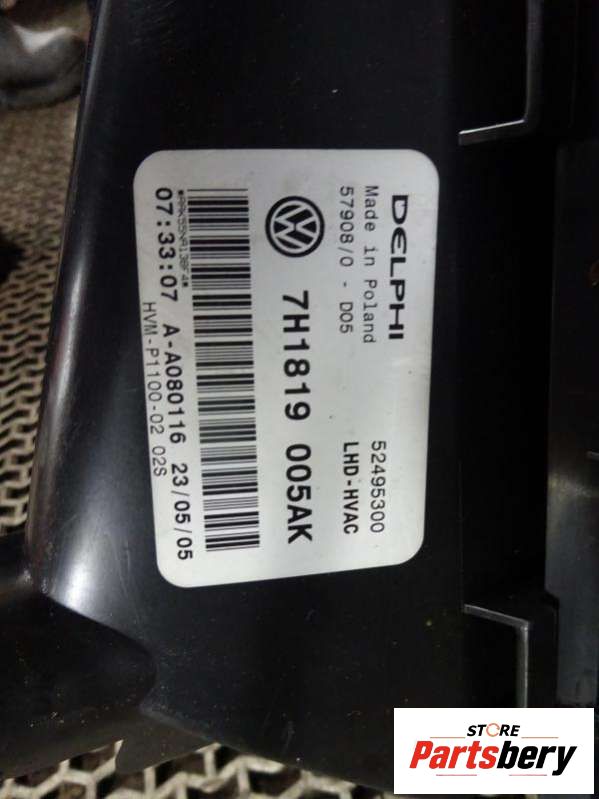 DELPHI
Made in Poland
57908/0 - D05
52495300
LHD-HVAC
7H1819 005AK
07:33:07 A-A080116 23/05/05
HVM-P1100-02 02S
STORE
Partsbery